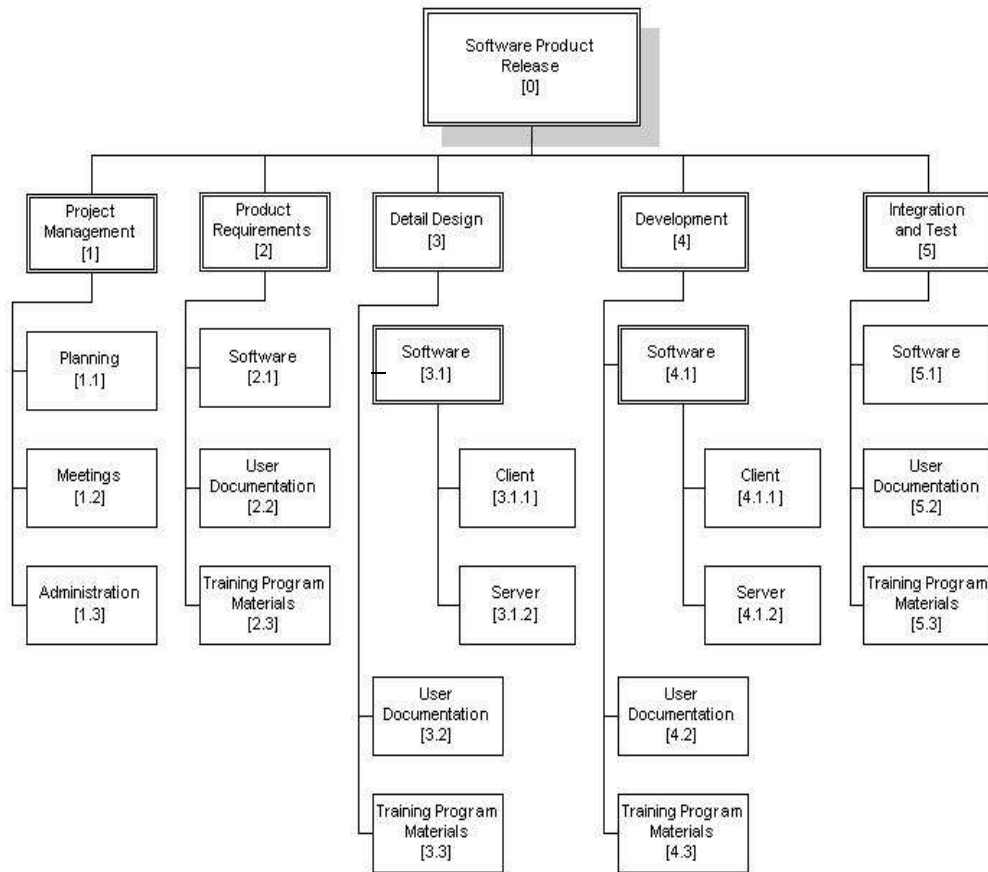 Software Product
Release
[0]
Project
Management
[1]
Product
Requirements
[2]
Detail Design
[3]
Development
[4]
Integration
and Test
[5]
Planning
[1.1]
Software
[2.1]
Software
[3.1]
Software
[4.1]
Software
[5.1]
Meetings
[1.2]
User
Documentation
[2.2]
Client
[3.1.1]
Client
[4.1.1]
User
Documentation
[5.2]
Administration
[1.3]
Training Program
Materials
[2.3]
Server
[3.1.2]
Server
[4.1.2]
Training Program
Materials
[5.3]
User
Documentation
[3.2]
User
Documentation
[4.2]
Training Program
Materials
[3.3]
Training Program
Materials
[4.3]